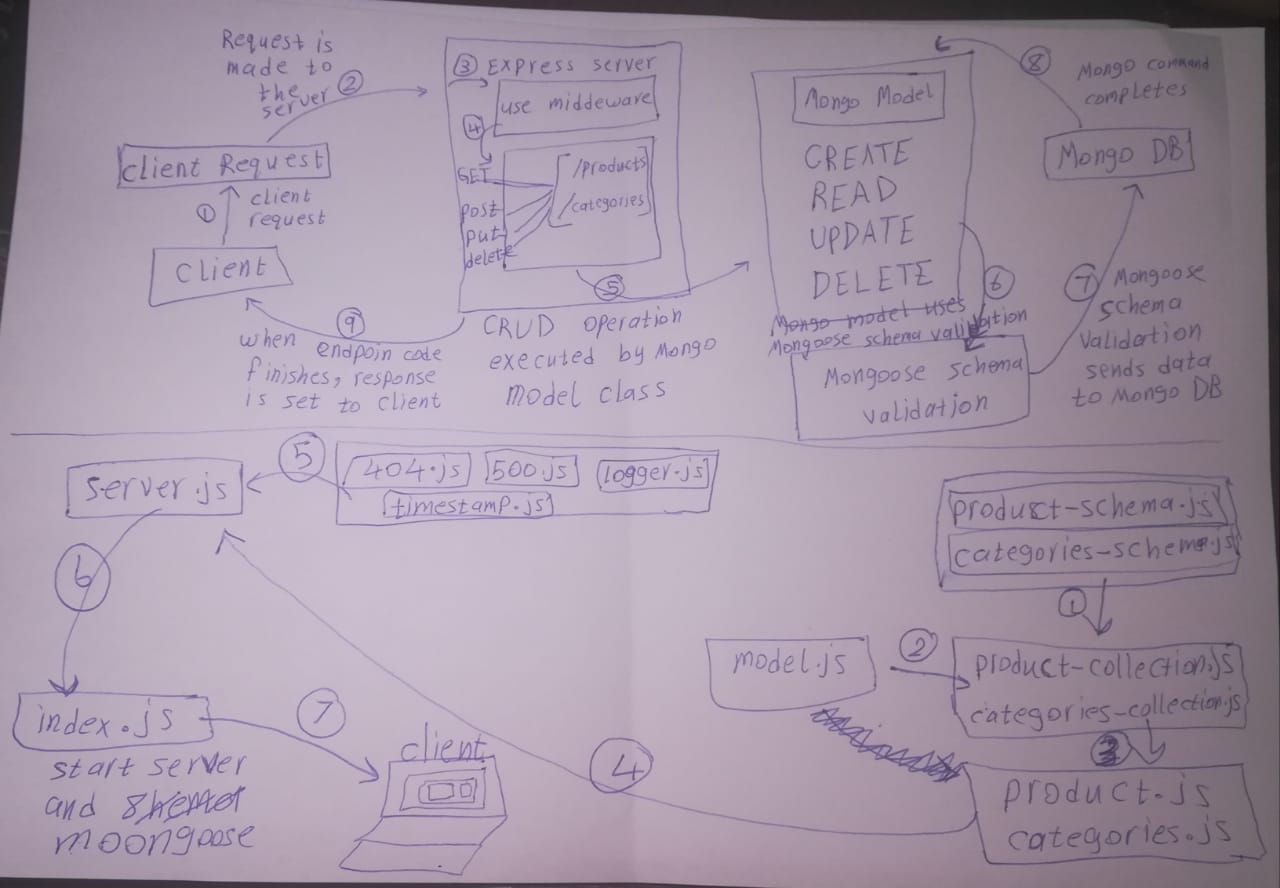 Request is
made to
the
server
②
client Request
①
client
request
client
③ Express server
use middeware
④
GET
post
put
delete
/products
/categories
⑤
CRUD operation
executed by Mongo
model class
⑨
when endpoin code
finishes, response
is set to client
Mongo Model
CREATE
READ
UPDATE
DELETE
Mongo model uses
Mongoose schema validation
⑥
Mongoose schema
validation
⑦ Mongoose
schema
validation
sends data
to Mongo DB
Mongo DB
⑧
Mongo command
completes
server.js
⑤
404.js 500.js logger.js
timestamp.js
⑥
index.js
start server
and
moongoose
⑦
client
④
product-schema.js
categories-schema.js
①
model.js
②
product-collection.js
categories-collection.js
③
product.js
categories.js